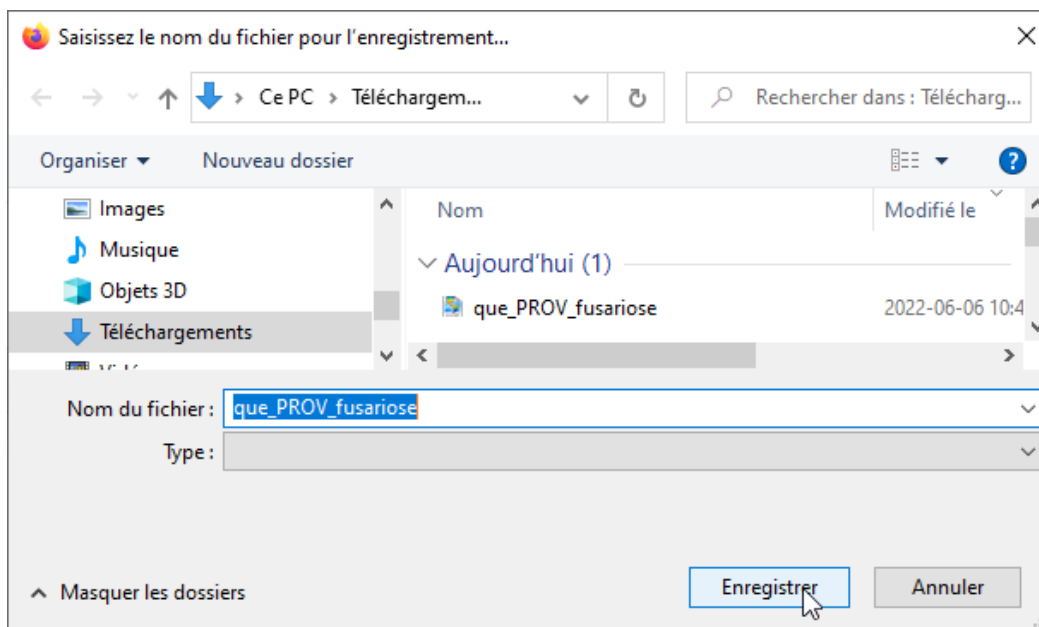 Saisissez le nom du fichier pour l'enregistrement...
Ce PC > Téléchargem...
Rechercher dans : Télécharg...
Organiser
Nouveau dossier
Images
Musique
Objets 3D
Téléchargements
Nom
Modifié le
Aujourd'hui (1)
que_PROV_fusariose
2022-06-06 10:4
Nom du fichier :
que_PROV_fusariose
Type :
Masquer les dossiers
Enregistrer
Annuler